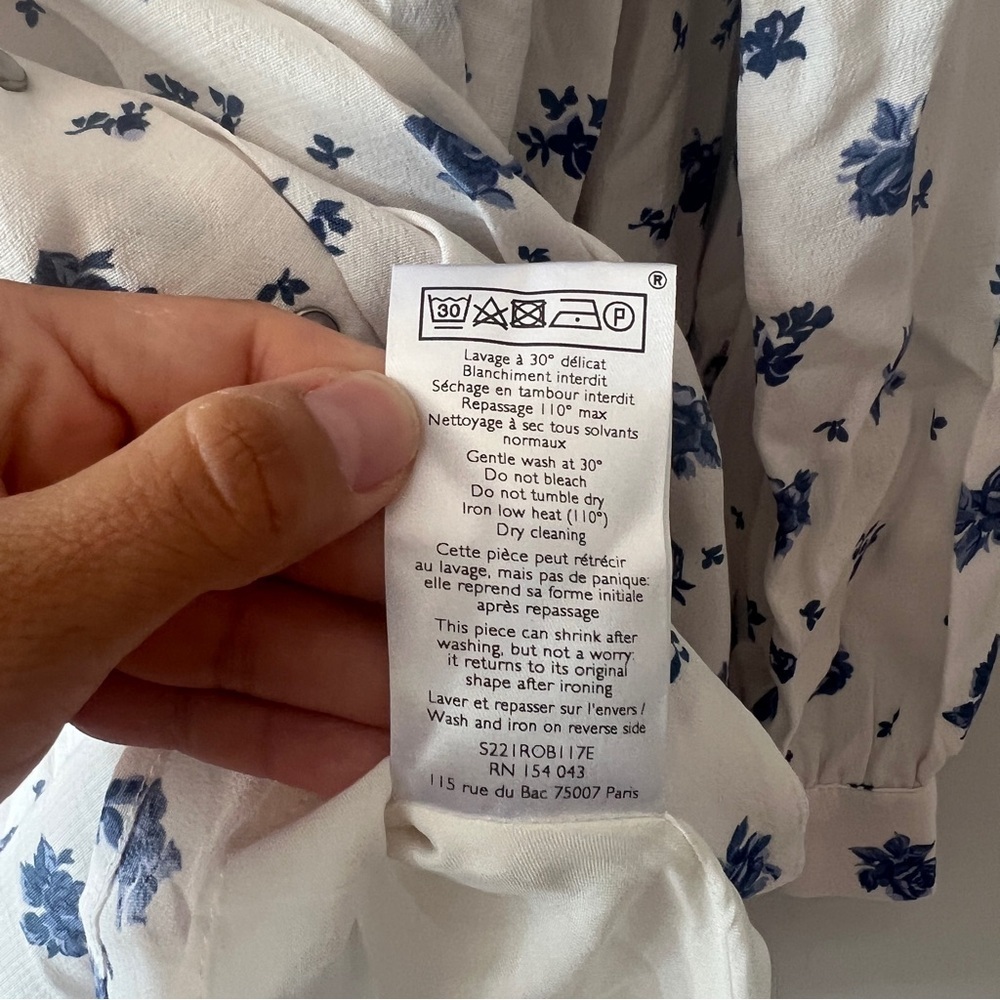 ®
30 P
Lavage à 30° délicat
Blanchiment interdit
Séchage en tambour interdit
Repassage 110° max
Nettoyage à sec tous solvants
normaux
Gentle wash at 30°
Do not bleach
Do not tumble dry
Iron low heat (110°)
Dry cleaning
Cette pièce peut rétrécir
au lavage, mais pas de panique:
elle reprend sa forme initiale
après repassage
This piece can shrink after
washing, but not a worry:
it returns to its original
shape after ironing
Laver et repasser sur l'envers /
Wash and iron on reverse side
S221ROB117E
RN 154 043
115 rue du Bac 75007 Paris